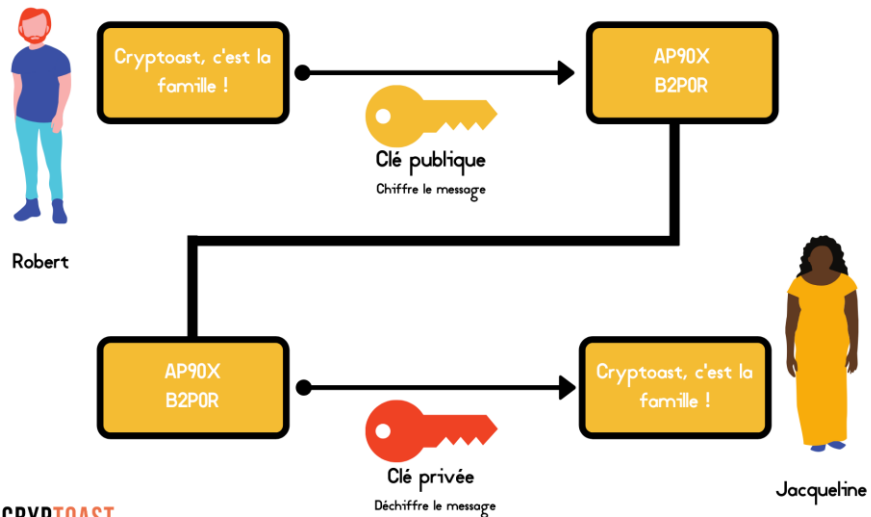 Cryptoast, c'est la
famille !
AP90X
B2P0R
Clé publique
Chiffre le message
Robert
AP90X
B2P0R
Cryptoast, c'est la
famille !
Clé privée
Déchiffre le message
Jacqueline
CRYPTOAST